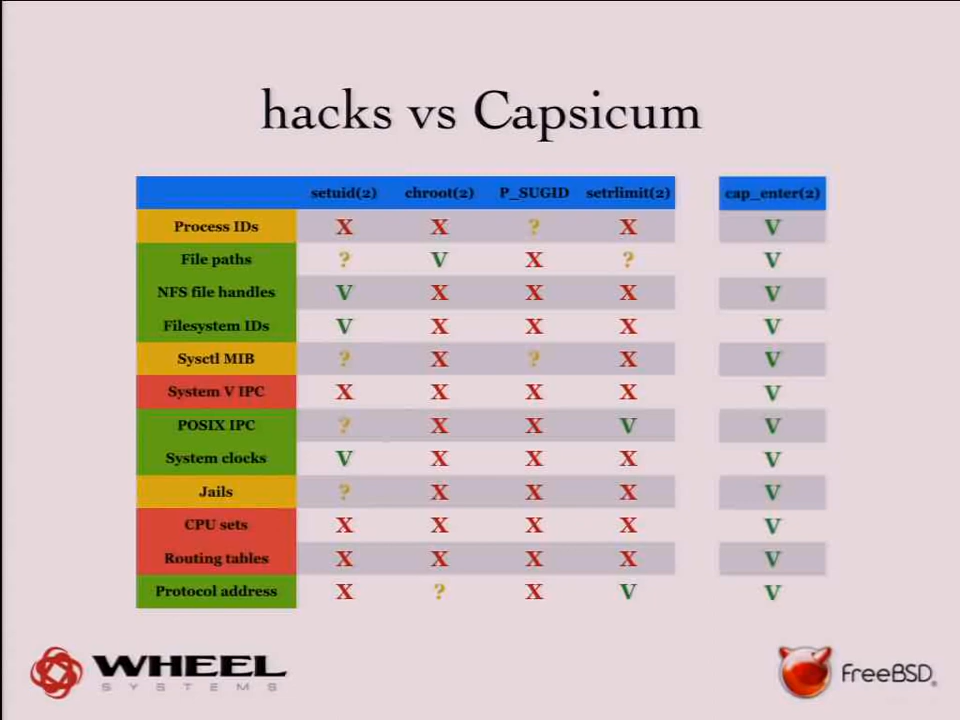 hacks vs Capsicum
setuid(2) chroot(2) P_SUGID setrlimit(2) cap_enter(2)
Process IDs X X ? X V
File paths ? V X ? V
NFS file handles V X X X V
Filesystem IDs V X X X V
Sysctl MIB ? X ? X V
System V IPC X X X X V
POSIX IPC ? X X V V
System clocks V X X X V
Jails ? X X X V
CPU sets X X X X V
Routing tables X X X X V
Protocol address X ? X V V
WHEEL
SYSTEMS
FreeBSD